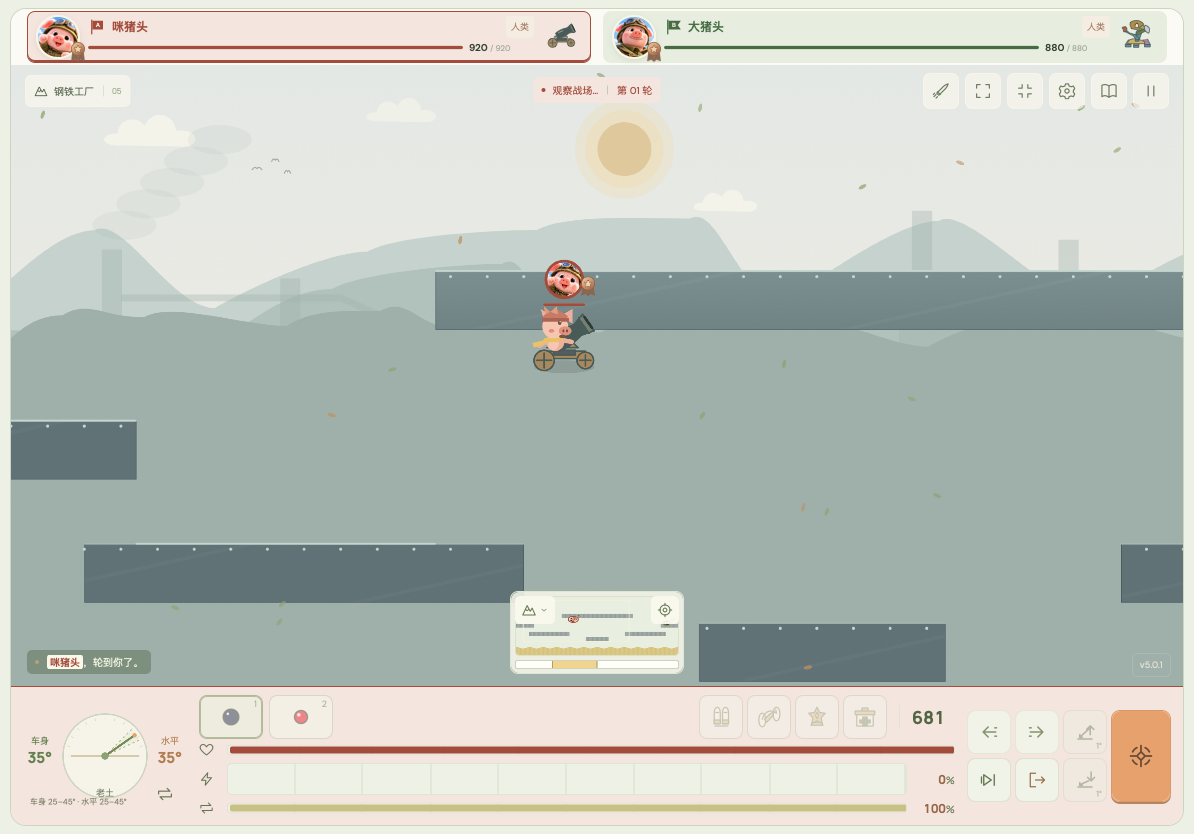 A 咪猪头
人类
920 / 920
B 大猪头
人类
880 / 880
钢铁工厂 05
观察战场… 第 01 轮
咪猪头，轮到你了。
v5.0.1
车身
35°
水平
35°
老土
车身 25–45° · 水平 25–45°
1
2
681
0%
100%
1°
1°